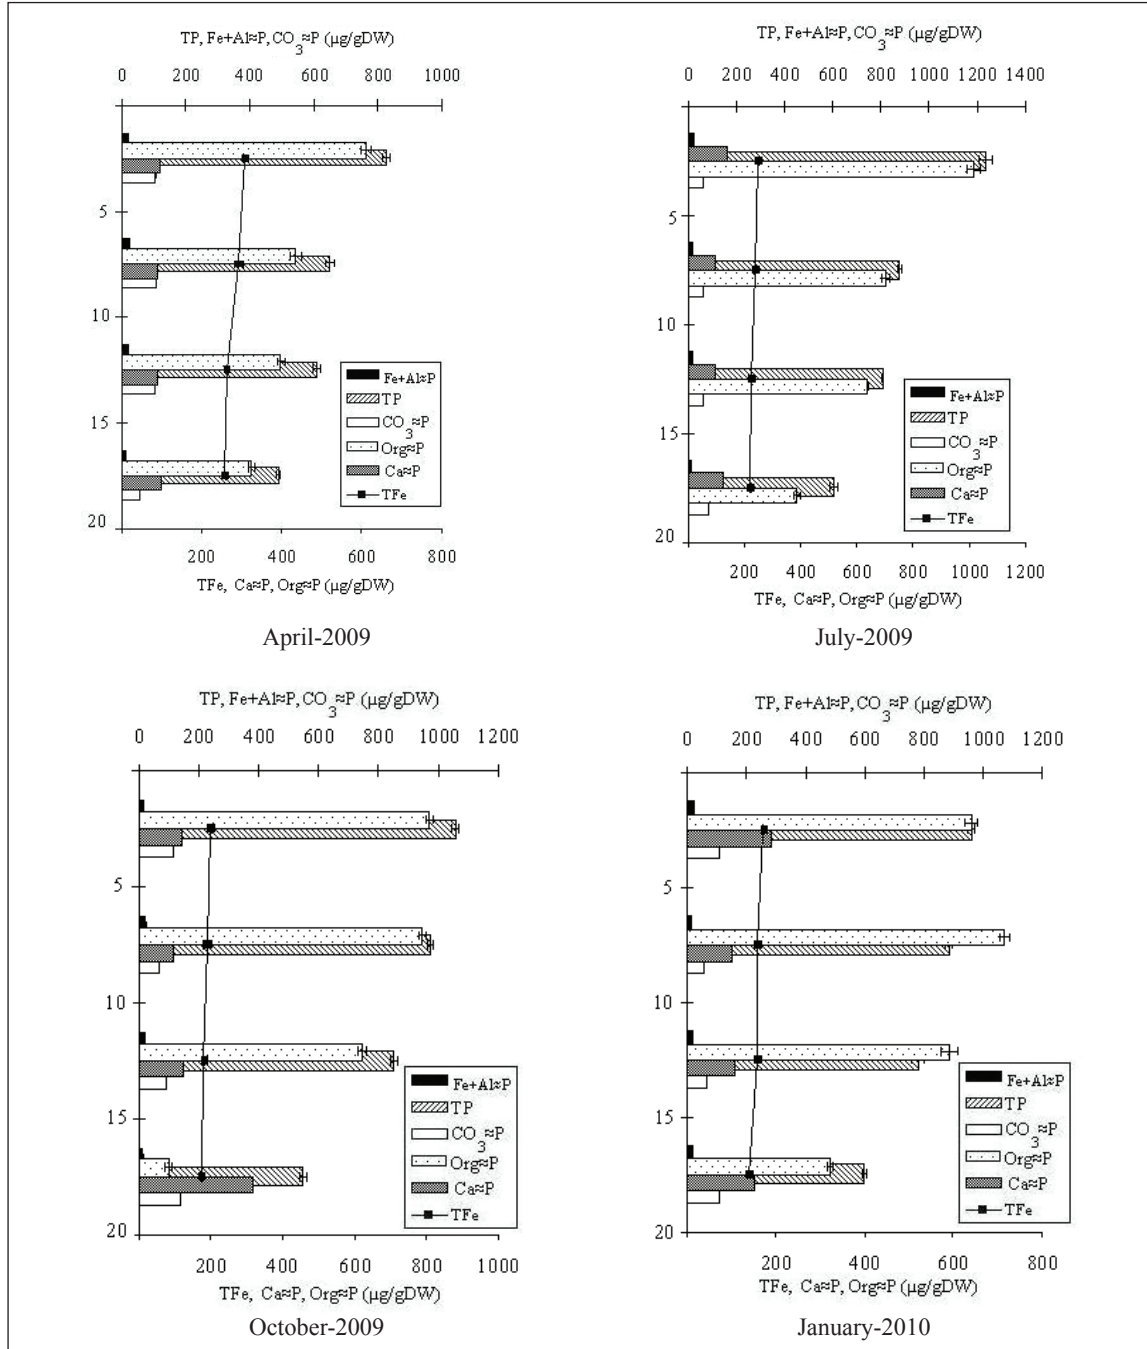 TP, Fe+Al≈P, CO3≈P (µg/gDW)
0 200 400 600 800 1000
5
10
15
20
Fe+Al≈P
TP
CO3≈P
Org≈P
Ca≈P
TFe
200 400 600 800
TFe, Ca≈P, Org≈P (µg/gDW)
April-2009
TP, Fe+Al≈P, CO3≈P (µg/gDW)
0 200 400 600 800 1000 1200 1400
5
10
15
20
Fe+Al≈P
TP
CO3≈P
Org≈P
Ca≈P
TFe
200 400 600 800 1000 1200
TFe, Ca≈P, Org≈P (µg/gDW)
July-2009
TP, Fe+Al≈P, CO3≈P (µg/gDW)
0 200 400 600 800 1000 1200
5
10
15
20
Fe+Al≈P
TP
CO3≈P
Org≈P
Ca≈P
TFe
200 400 600 800 1000
TFe, Ca≈P, Org≈P (µg/gDW)
October-2009
TP, Fe+Al≈P, CO3≈P (µg/gDW)
0 200 400 600 800 1000 1200
5
10
15
20
Fe+Al≈P
TP
CO3≈P
Org≈P
Ca≈P
TFe
200 400 600 800
TFe, Ca≈P, Org≈P (µg/gDW)
January-2010